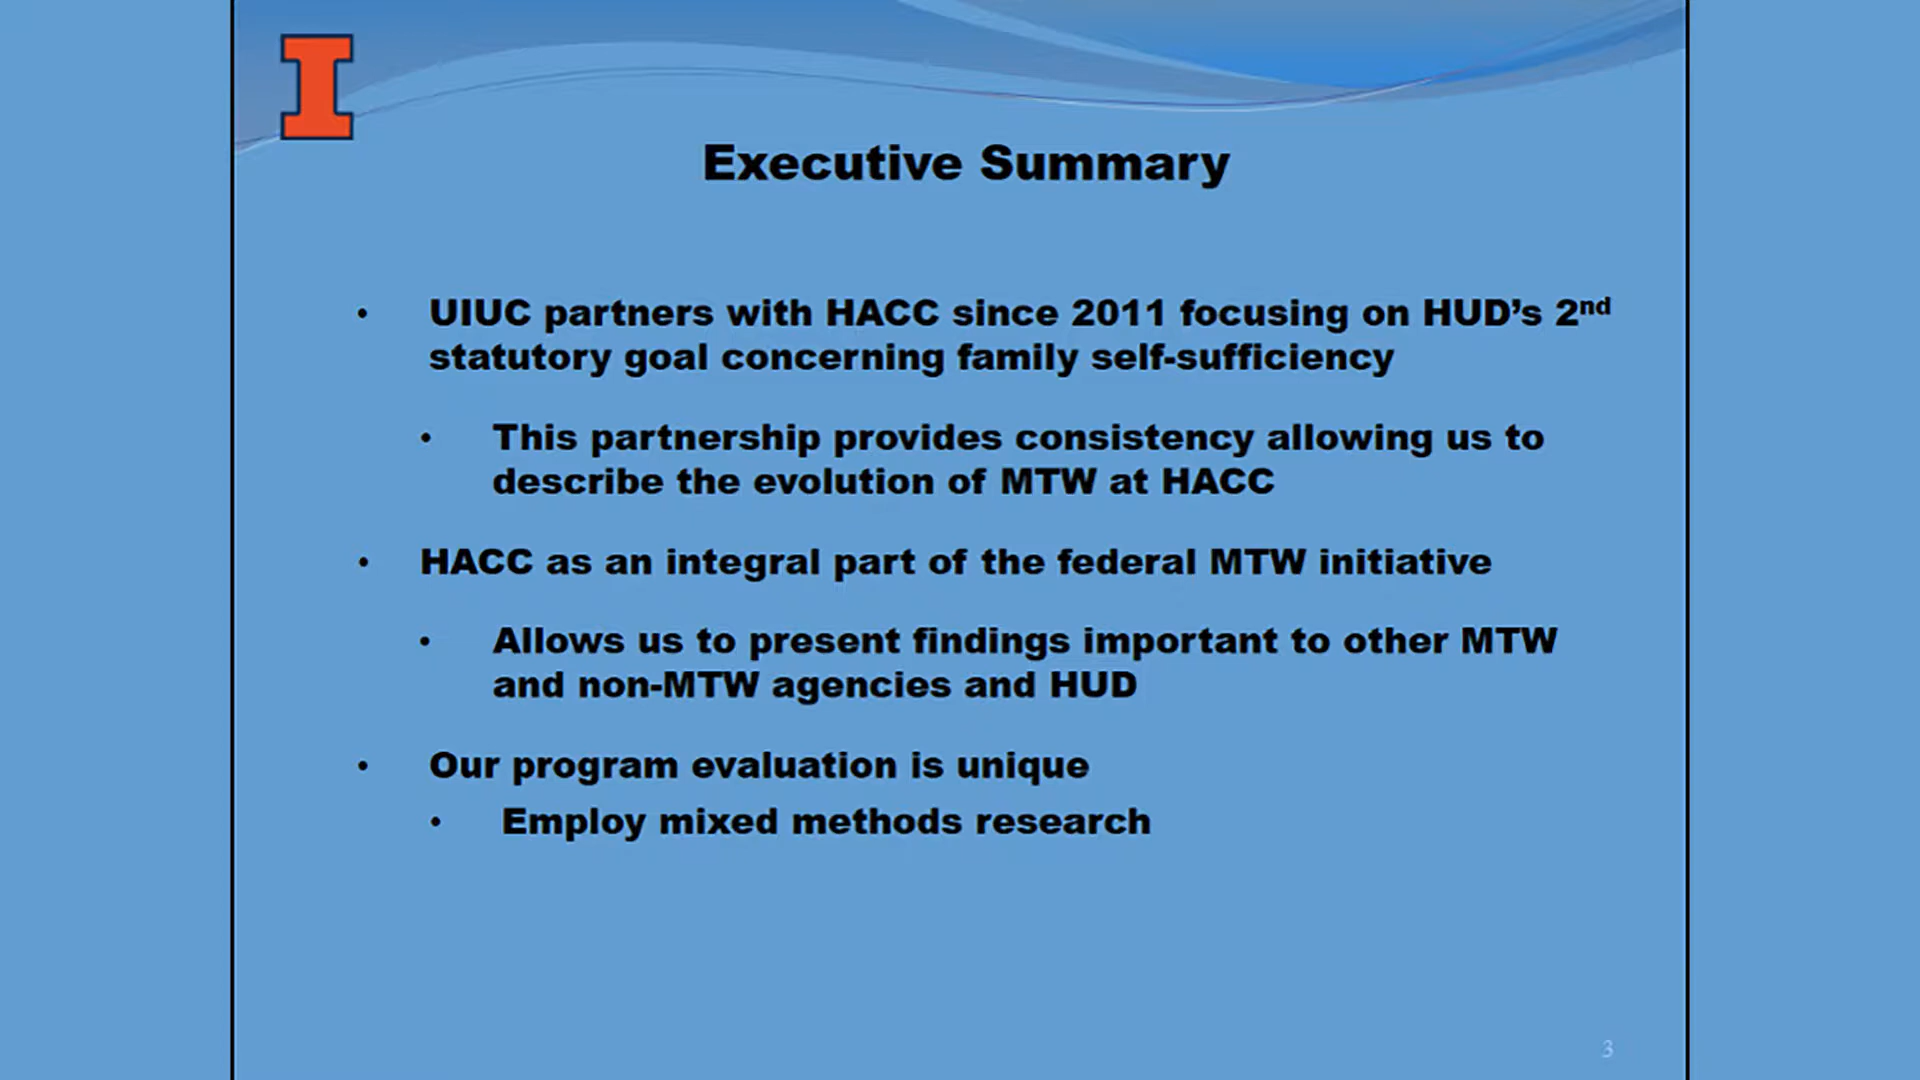 I
Executive Summary
• UIUC partners with HACC since 2011 focusing on HUD’s 2nd
statutory goal concerning family self-sufficiency
• This partnership provides consistency allowing us to
describe the evolution of MTW at HACC
• HACC as an integral part of the federal MTW initiative
• Allows us to present findings important to other MTW
and non-MTW agencies and HUD
• Our program evaluation is unique
• Employ mixed methods research
3